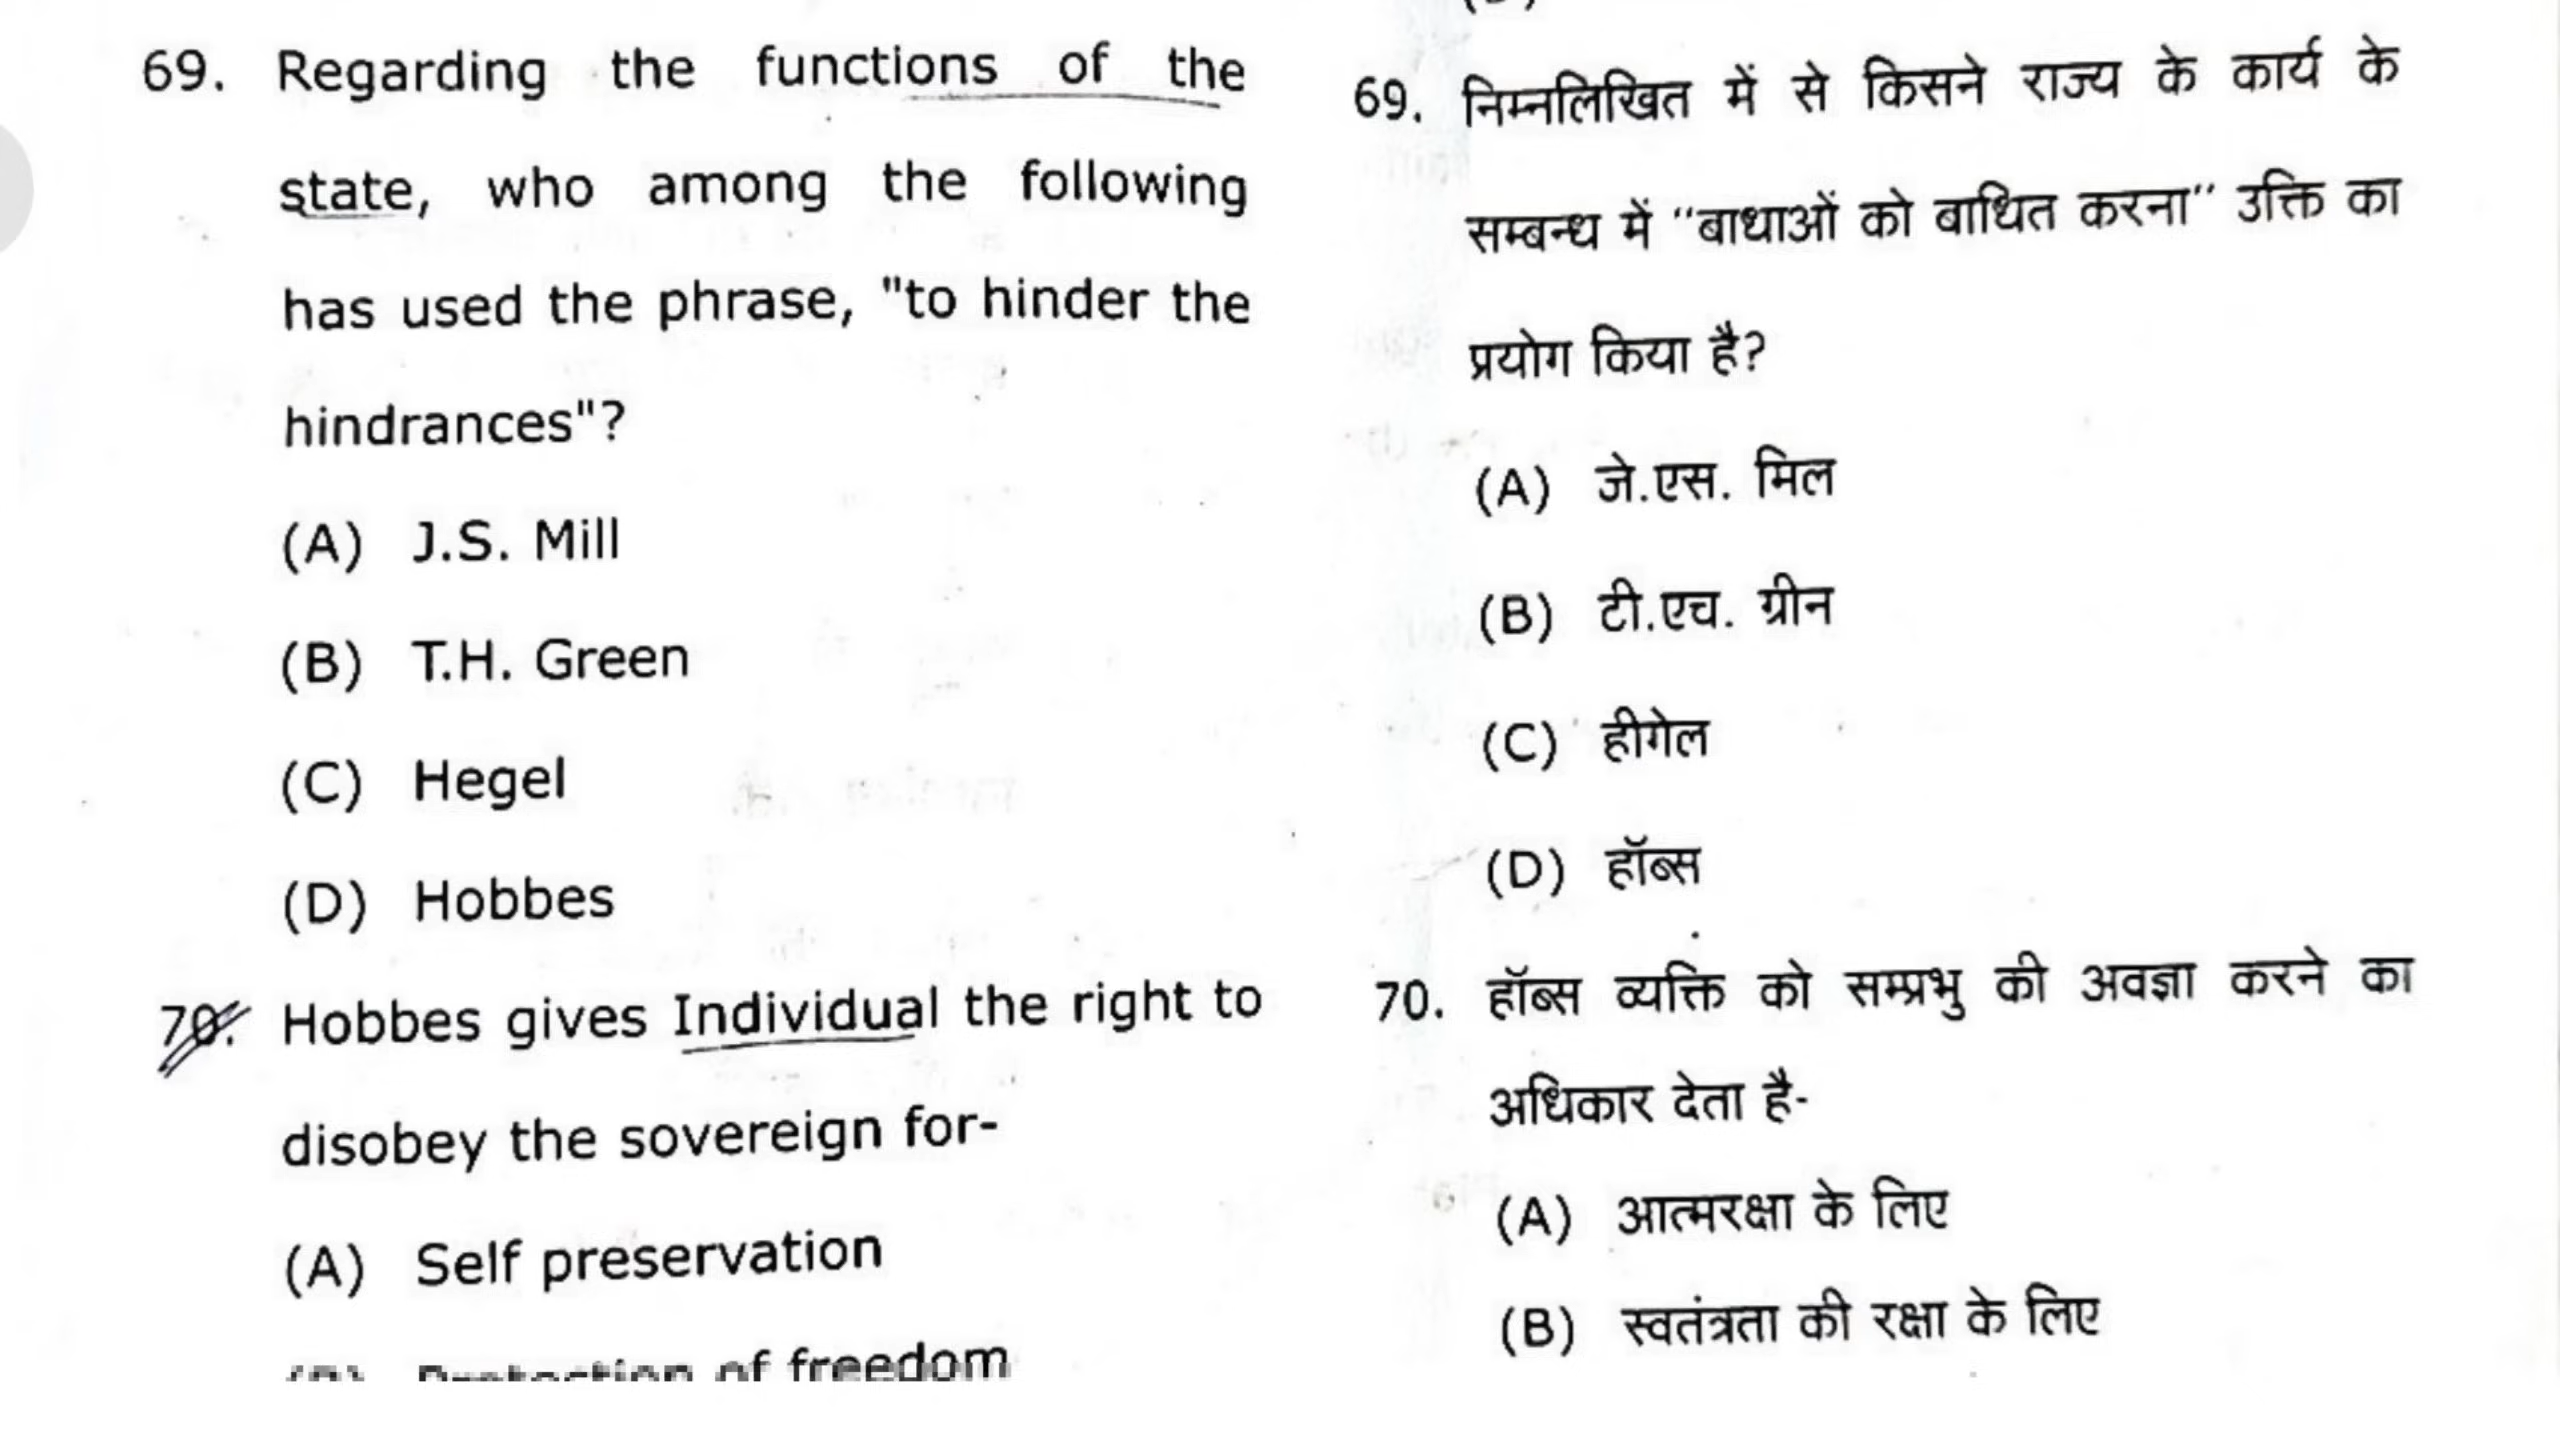 69. Regarding the functions of the
state, who among the following
has used the phrase, "to hinder the
hindrances"?
(A) J.S. Mill
(B) T.H. Green
(C) Hegel
(D) Hobbes
70. Hobbes gives Individual the right to
disobey the sovereign for-
(A) Self preservation
of freedom
69. निम्नलिखित में से किसने राज्य के कार्य के
सम्बन्ध में "बाधाओं को बाधित करना" उक्ति का
प्रयोग किया है?
(A) जे.एस. मिल
(B) टी.एच. ग्रीन
(C) हीगेल
(D) हॉब्स
70. हॉब्स व्यक्ति को सम्प्रभु की अवज्ञा करने का
अधिकार देता है-
(A) आत्मरक्षा के लिए
(B) स्वतंत्रता की रक्षा के लिए